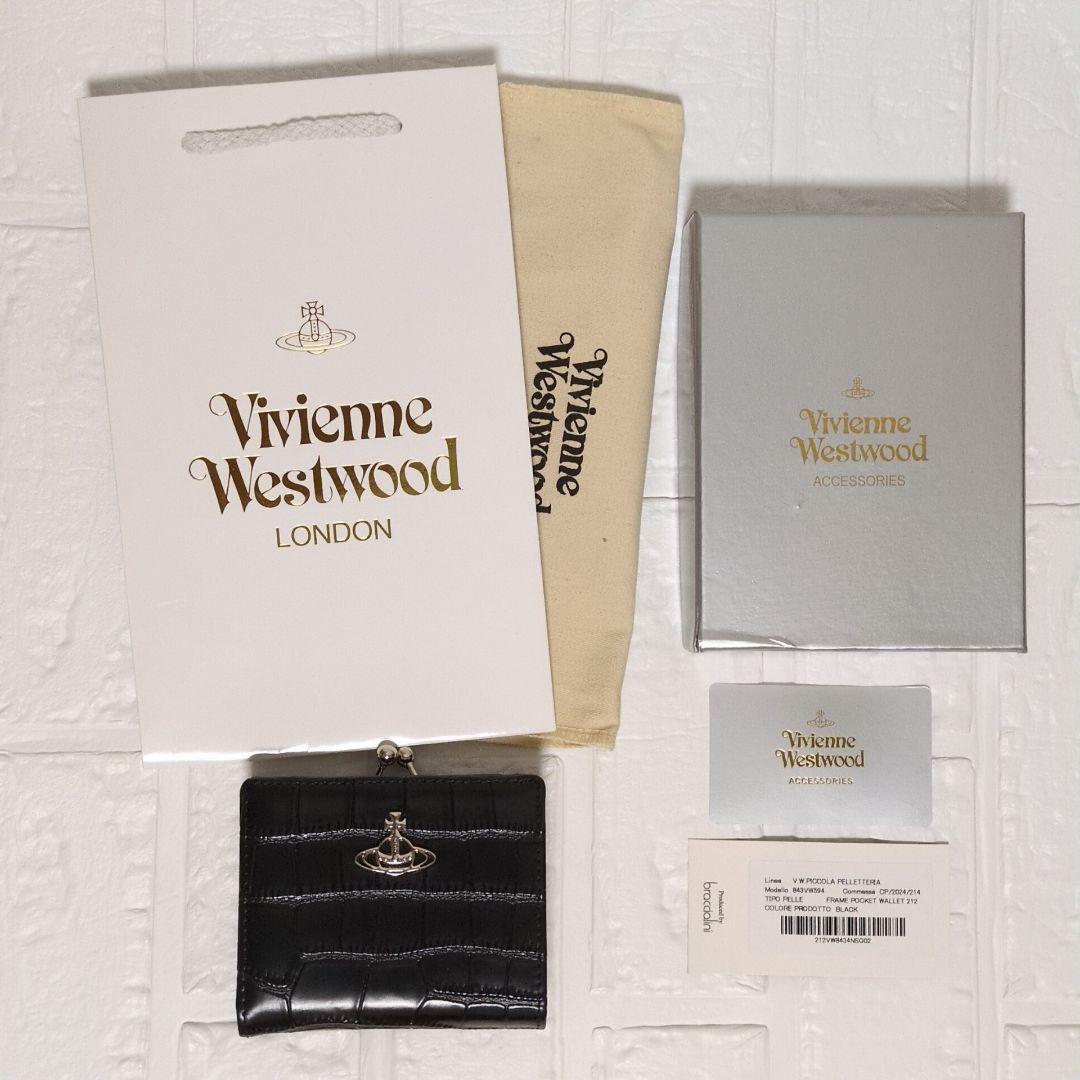 Vivienne
Westwood
LONDON
Vivienne
Westwood
Vivienne
Westwood
ACCESSORIES
Vivienne
Westwood
ACCESSORIES
Produced by
braccialini
Linea V.W.PICCOLA PELLETTERIA
Modello 843VW594 Commessa CP/2024/214
TIPO PELLE FRAME POCKET WALLET 212
COLORE PRODOTTO BLACK
212VW8434NSQ02